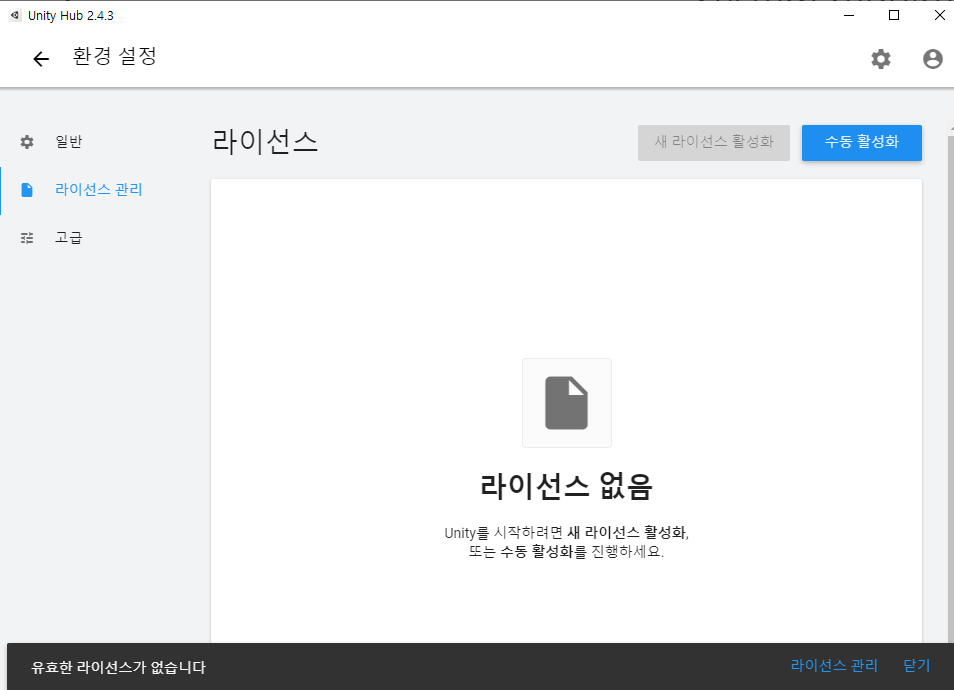 Unity Hub 2.4.3
환경 설정
일반
라이선스 관리
고급
라이선스
새 라이선스 활성화
수동 활성화
라이선스 없음
Unity를 시작하려면 새 라이선스 활성화,
또는 수동 활성화를 진행하세요.
유효한 라이선스가 없습니다
라이선스 관리
닫기